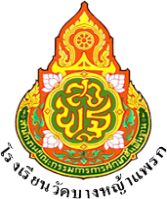 สำนักงานคณะกรรมการการศึกษาขั้นพื้นฐาน
โรงเรียนวัดบางหญ้าแพรก